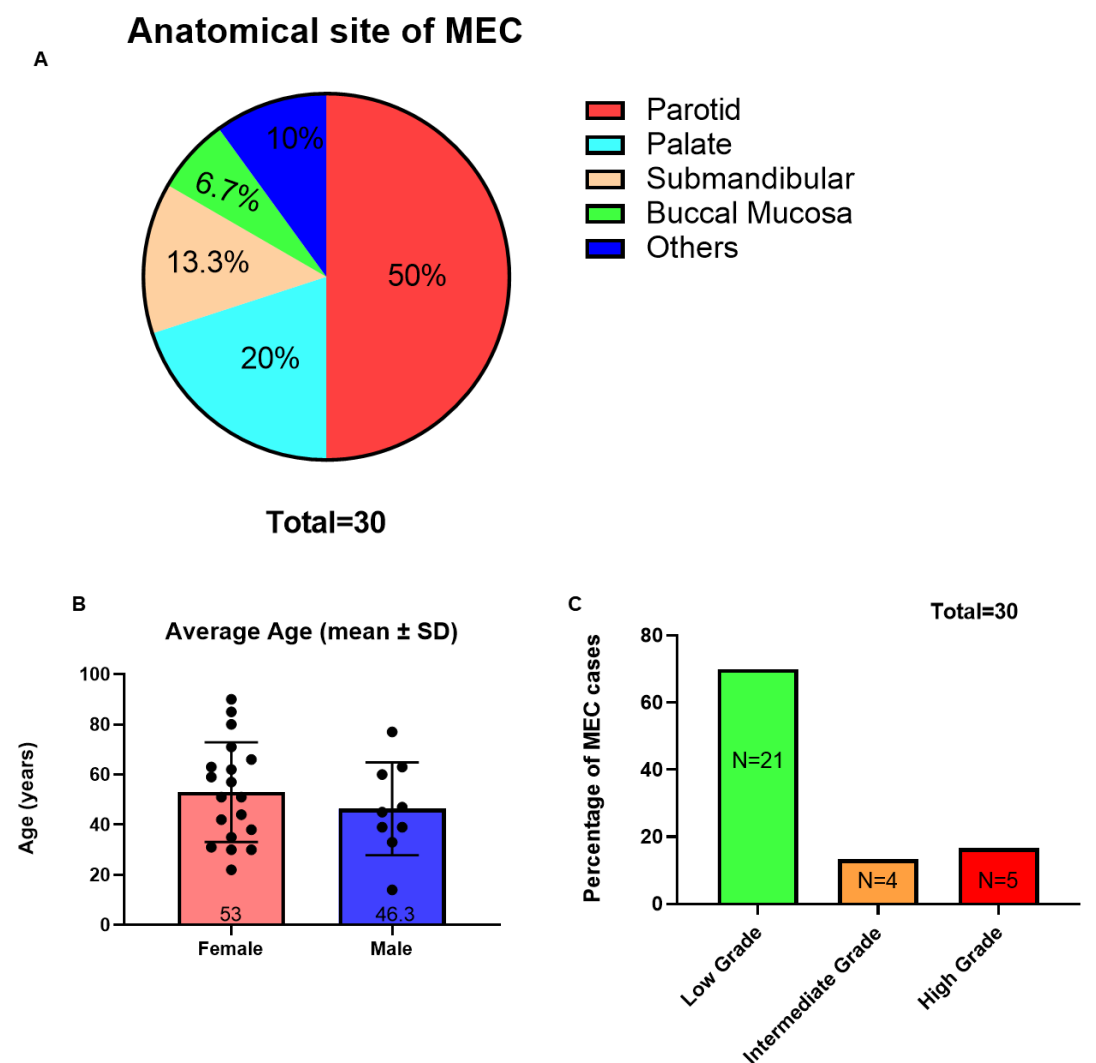 Anatomical site of MEC
A
10%
6.7%
13.3%
50%
20%
Parotid
Palate
Submandibular
Buccal Mucosa
Others
Total=30
B
Average Age (mean ± SD)
Age (years)
100
80
60
40
20
0
53
46.3
Female
Male
C
Total=30
Percentage of MEC cases
80
60
40
20
0
N=21
N=4
N=5
Low Grade
Intermediate Grade
High Grade